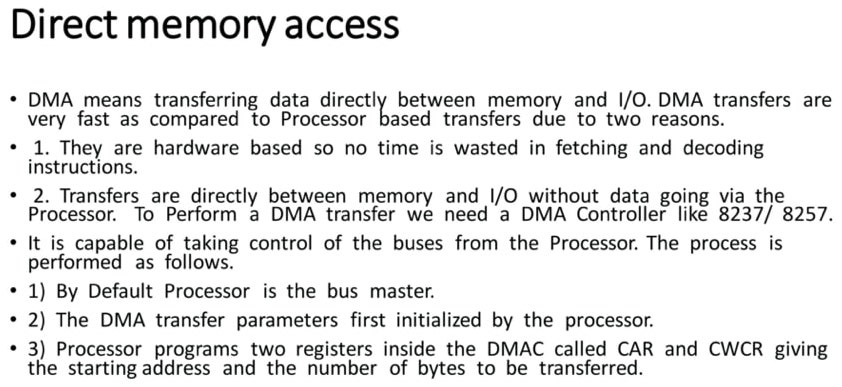 Direct memory access
• DMA means transferring data directly between memory and I/O. DMA transfers are
very fast as compared to Processor based transfers due to two reasons.
• 1. They are hardware based so no time is wasted in fetching and decoding
instructions.
• 2. Transfers are directly between memory and I/O without data going via the
Processor. To Perform a DMA transfer we need a DMA Controller like 8237/ 8257.
• It is capable of taking control of the buses from the Processor. The process is
performed as follows.
• 1) By Default Processor is the bus master.
• 2) The DMA transfer parameters first initialized by the processor.
• 3) Processor programs two registers inside the DMAC called CAR and CWCR giving
the starting address and the number of bytes to be transferred.